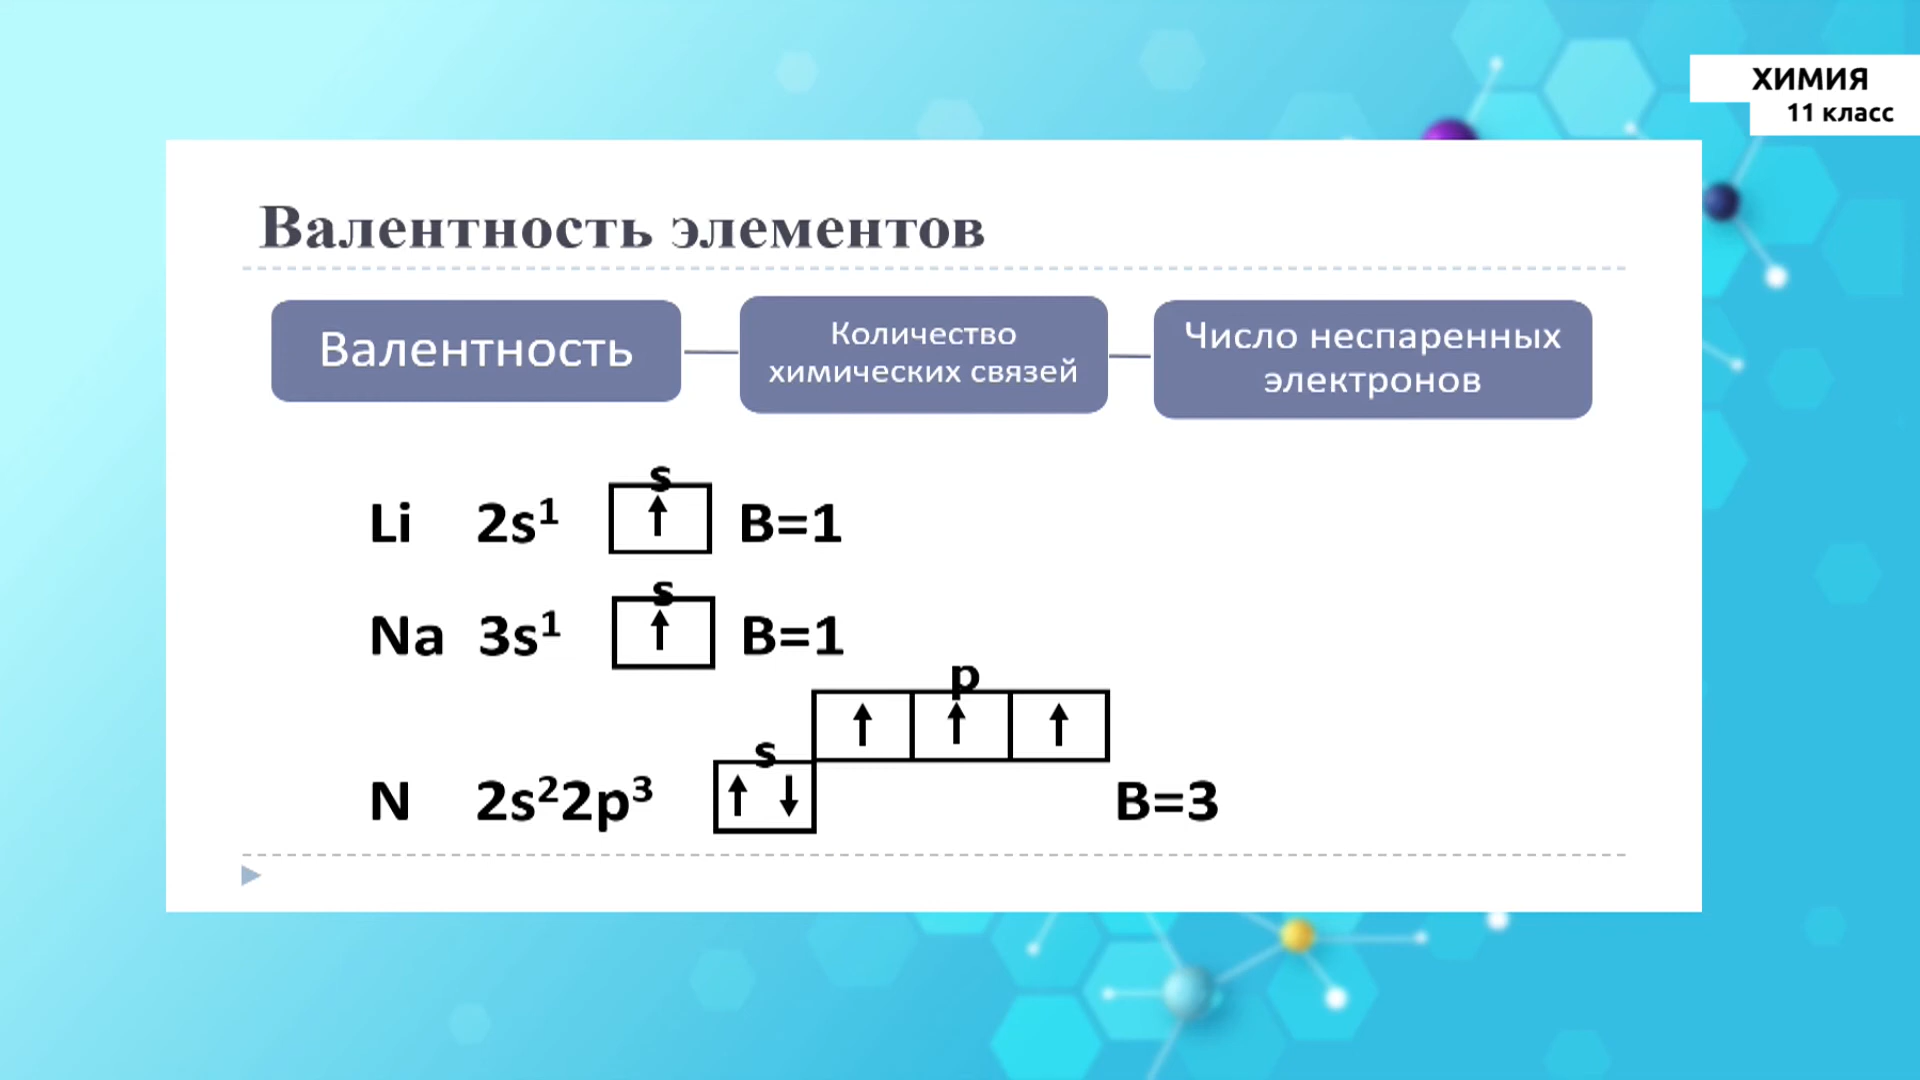 ХИМИЯ
11 класс
Валентность элементов
Валентность
Количество
химических связей
Число неспаренных
электронов
s
Li 2s¹ ↑ B=1
s
Na 3s¹ ↑ B=1
p
↑ ↑ ↑
s
N 2s²2p³ ↑ ↓ B=3